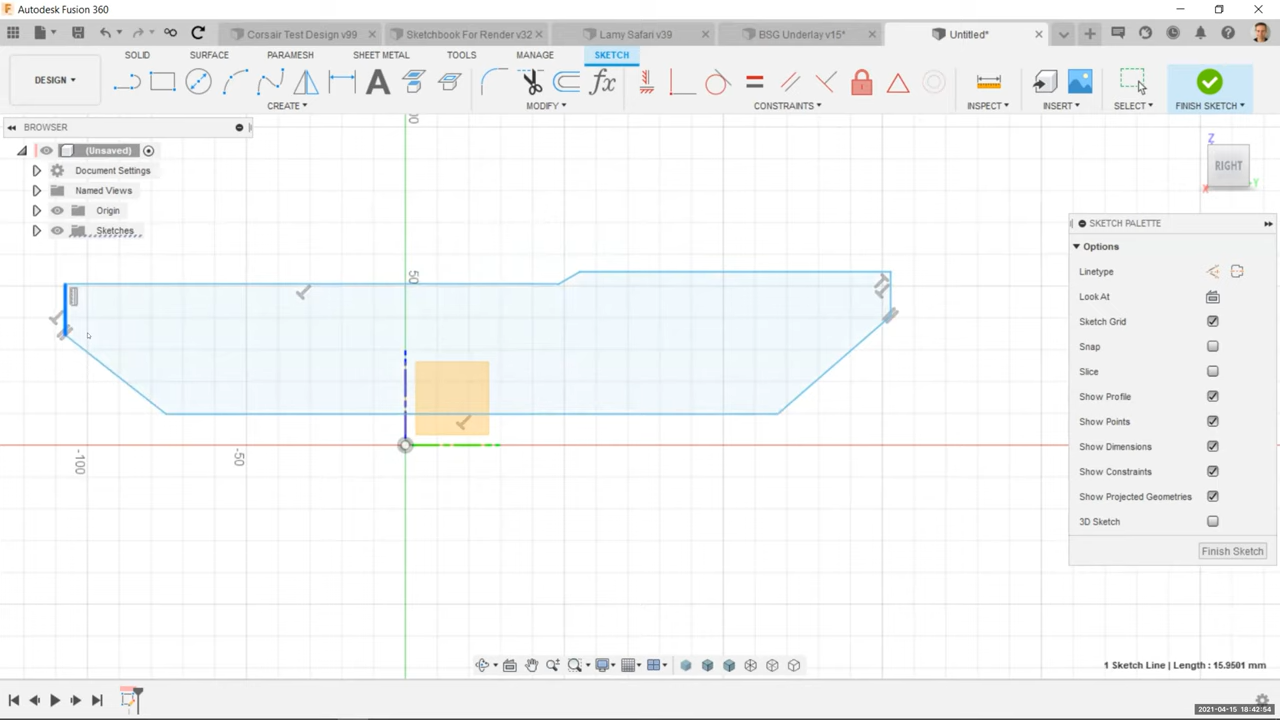 Autodesk Fusion 360
Corsair Test Design v99
Sketchbook For Render v32
Lamy Safari v39
BSG Underlay v15*
Untitled*
SOLID
SURFACE
PARAMESH
SHEET METAL
TOOLS
MANAGE
SKETCH
DESIGN
CREATE
MODIFY
CONSTRAINTS
INSPECT
INSERT
SELECT
FINISH SKETCH
BROWSER
(Unsaved)
Document Settings
Named Views
Origin
Sketches
50
-50
-100
Z
RIGHT
X
Y
SKETCH PALETTE
Options
Linetype
Look At
Sketch Grid
Snap
Slice
Show Profile
Show Points
Show Dimensions
Show Constraints
Show Projected Geometries
3D Sketch
Finish Sketch
1 Sketch Line | Length : 15.9501 mm
2021-04-15 18:42:54